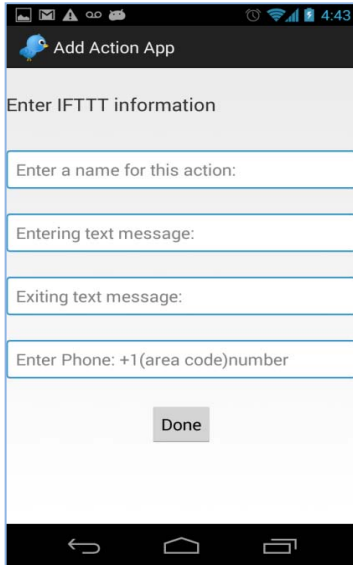 4:43
Add Action App
Enter IFTTT information
Enter a name for this action:
Entering text message:
Exiting text message:
Enter Phone: +1(area code)number
Done